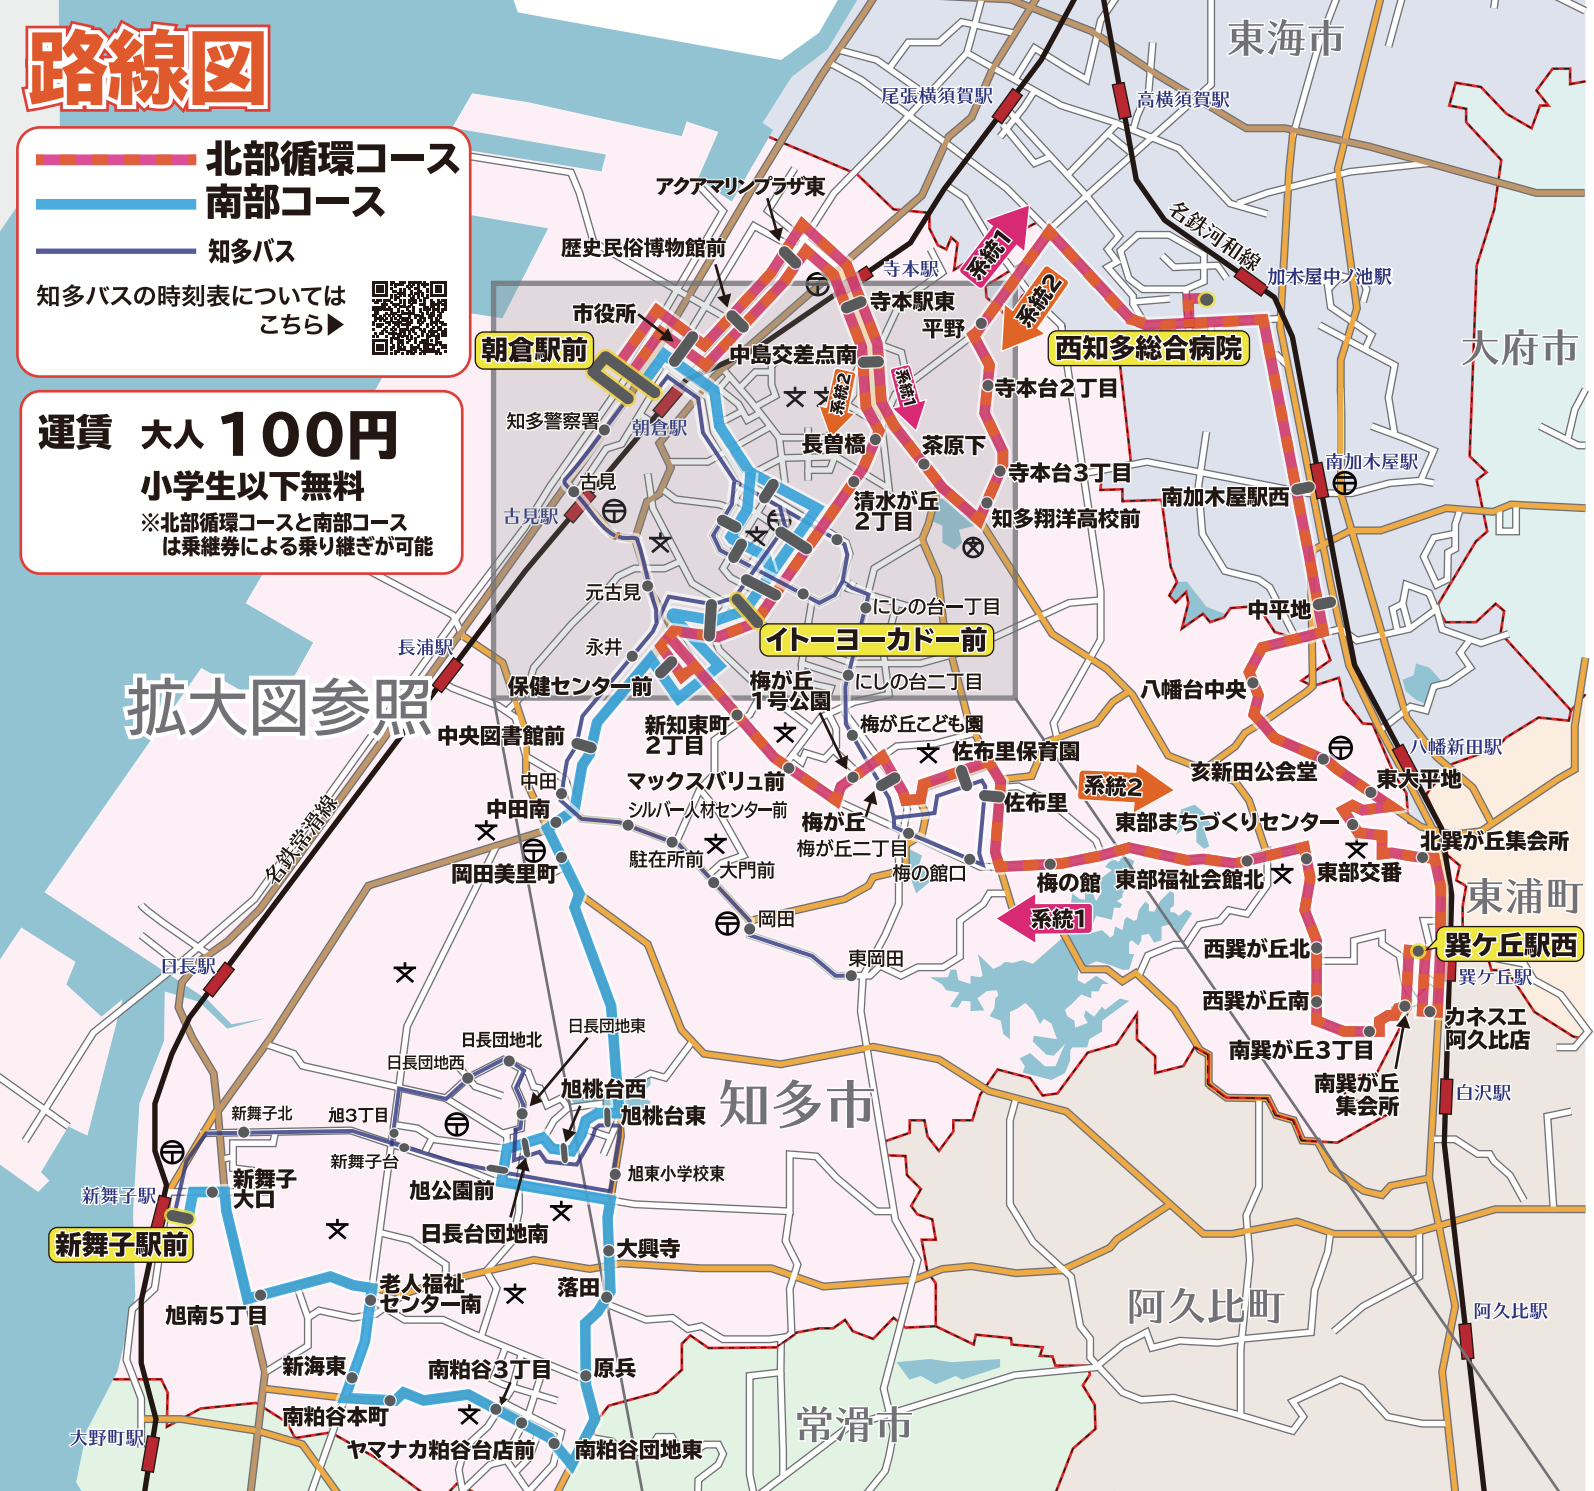 路線図
北部循環コース
南部コース
知多バス
知多バスの時刻表については
こちら▶
運賃 大人 100円
小学生以下無料
※北部循環コースと南部コース
は乗継券による乗り継ぎが可能
東海市
尾張横須賀駅
高横須賀駅
名鉄河和線
加木屋中ノ池駅
アクアマリンプラザ東
歴史民俗博物館前
寺本駅
系統1
系統2
寺本駅東
平野
市役所
朝倉駅前
中島交差点南
西知多総合病院
大府市
系統2
系統1
寺本台2丁目
知多警察署
朝倉駅
長曽橋
茶原下
寺本台3丁目
南加木屋駅
南加木屋駅西
古見
古見駅
清水が丘
2丁目
知多翔洋高校前
元古見
にしの台一丁目
中平地
永井
イトーヨーカドー前
長浦駅
拡大図参照
保健センター前
梅が丘
1号公園
にしの台二丁目
八幡台中央
中央図書館前
新知東町
2丁目
梅が丘こども園
佐布里保育園
八幡新田駅
中田
マックスバリュ前
亥新田公会堂
東大平地
系統2
佐布里
中田南
シルバー人材センター前
梅が丘
東部まちづくりセンター
名鉄常滑線
駐在所前
梅が丘二丁目
北巽が丘集会所
岡田美里町
大門前
梅の館口
梅の館
東部福祉会館北
東部交番
東浦町
岡田
系統1
西巽が丘北
巽ケ丘駅西
日長駅
東岡田
巽ケ丘駅
西巽が丘南
カネスエ
阿久比店
日長団地東
日長団地北
日長団地西
南巽が丘3丁目
南巽が丘
集会所
旭桃台西
旭桃台東
知多市
白沢駅
新舞子北
旭3丁目
新舞子台
旭公園前
旭東小学校東
新舞子駅
新舞子
大口
新舞子駅前
日長台団地南
大興寺
落田
老人福祉
センター南
旭南5丁目
阿久比町
阿久比駅
新海東
南粕谷3丁目
原兵
南粕谷本町
常滑市
大野町駅
ヤマナカ粕谷台店前
南粕谷団地東